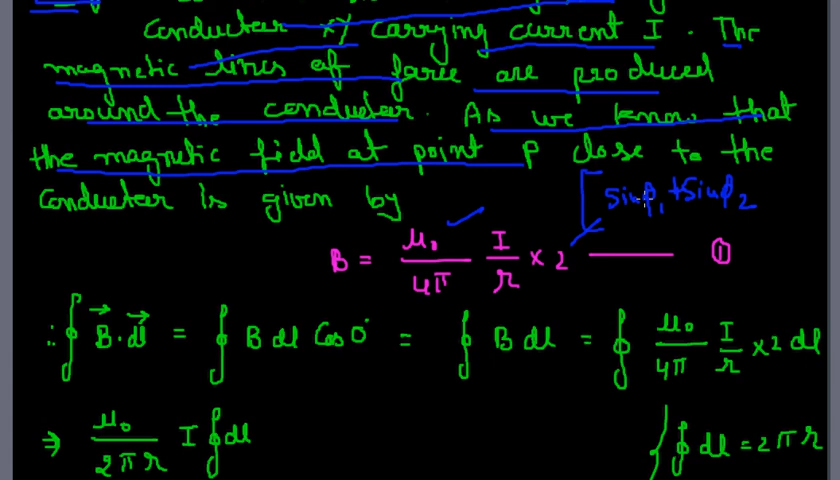 Conductor XY carrying current I. The
magnetic lines of force are produced
around the conductor. As we know that
the magnetic field at point P close to the
Conductor is given by
[Sinφ₁+Sinφ₂
B = μ₀/4π I/r × 2 ——— ①
∴ ∮ B⃗·dl⃗ = ∮ B dl Cos 0° = ∮ B dl = ∮ μ₀/4π I/r × 2 dl
⇒ μ₀/2πr I ∮ dl { ∮ dl = 2πr